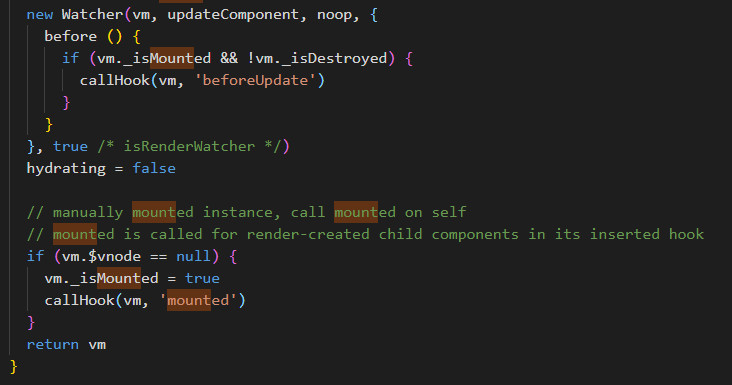 new Watcher(vm, updateComponent, noop, {
before () {
if (vm._isMounted && !vm._isDestroyed) {
callHook(vm, 'beforeUpdate')
}
}
}, true /* isRenderWatcher */)
hydrating = false
// manually mounted instance, call mounted on self
// mounted is called for render-created child components in its inserted hook
if (vm.$vnode == null) {
vm._isMounted = true
callHook(vm, 'mounted')
}
return vm
}